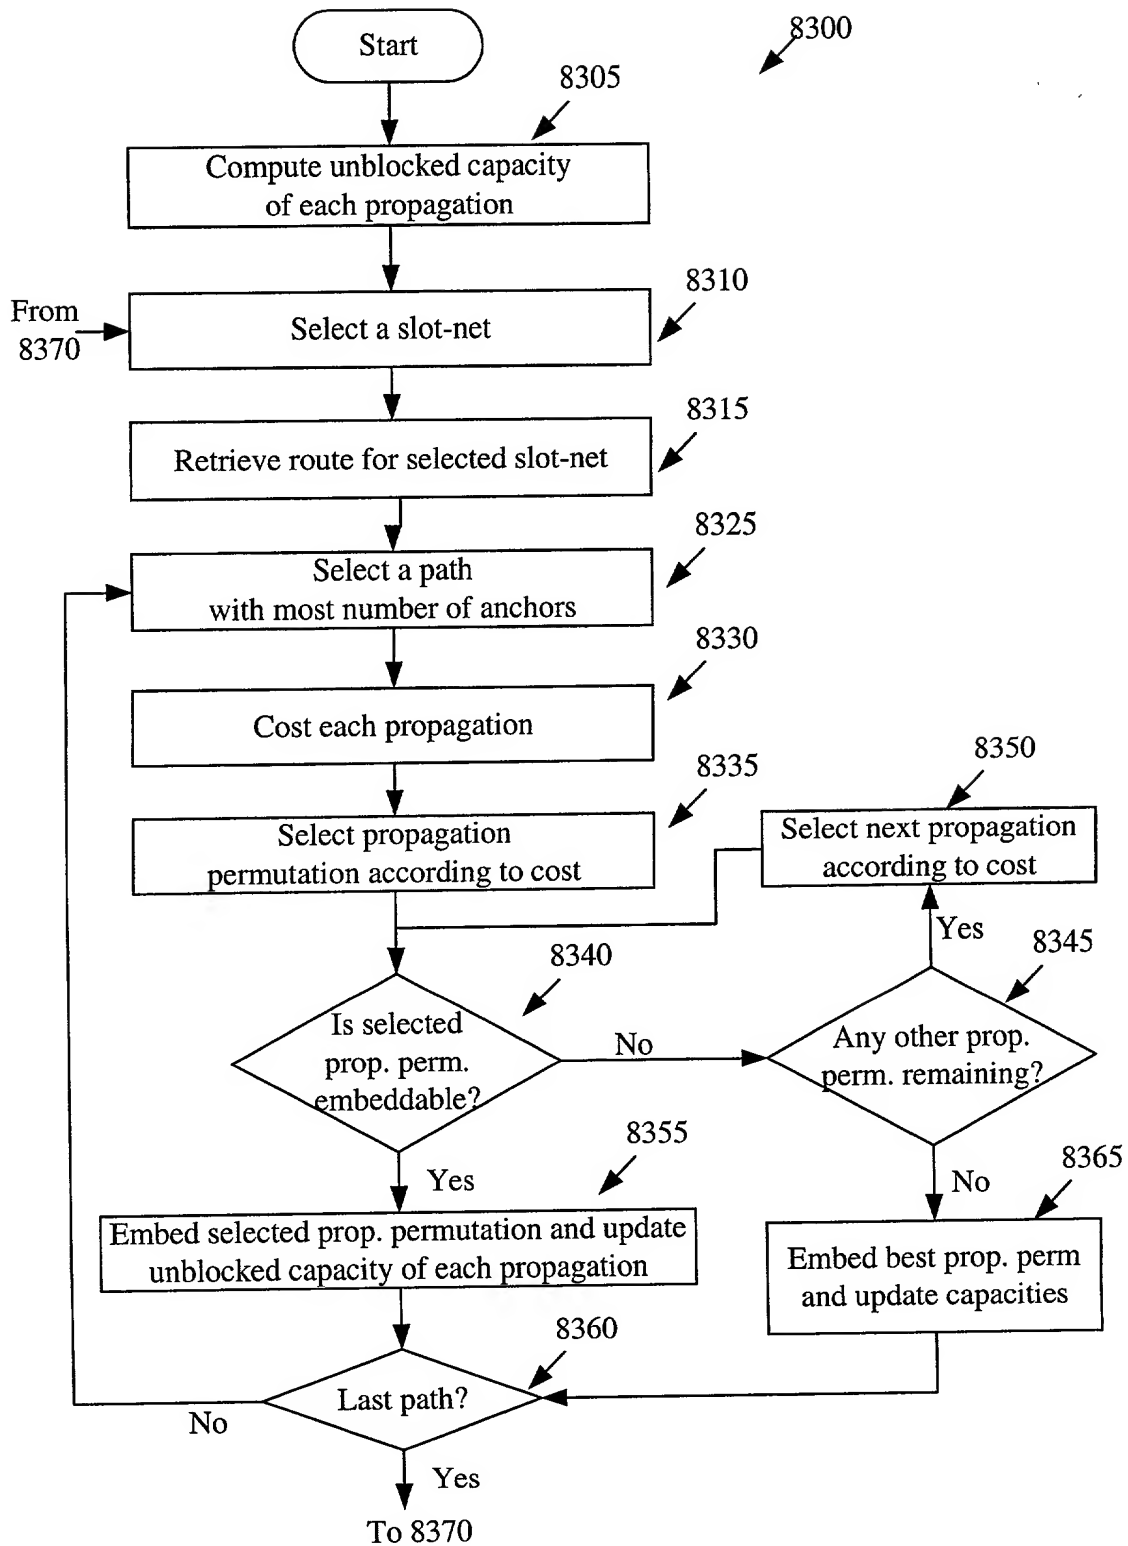 Start
8300
8305
Compute unblocked capacity
of each propagation
8310
From
8370
Select a slot-net
8315
Retrieve route for selected slot-net
8325
Select a path
with most number of anchors
8330
Cost each propagation
8335
Select propagation
permutation according to cost
8350
Select next propagation
according to cost
Yes
8340
8345
Is selected
prop. perm.
embeddable?
No
Any other prop.
perm. remaining?
8355
Yes
8365
No
Embed selected prop. permutation and update
unblocked capacity of each propagation
Embed best prop. perm
and update capacities
8360
Last path?
No
Yes
To 8370